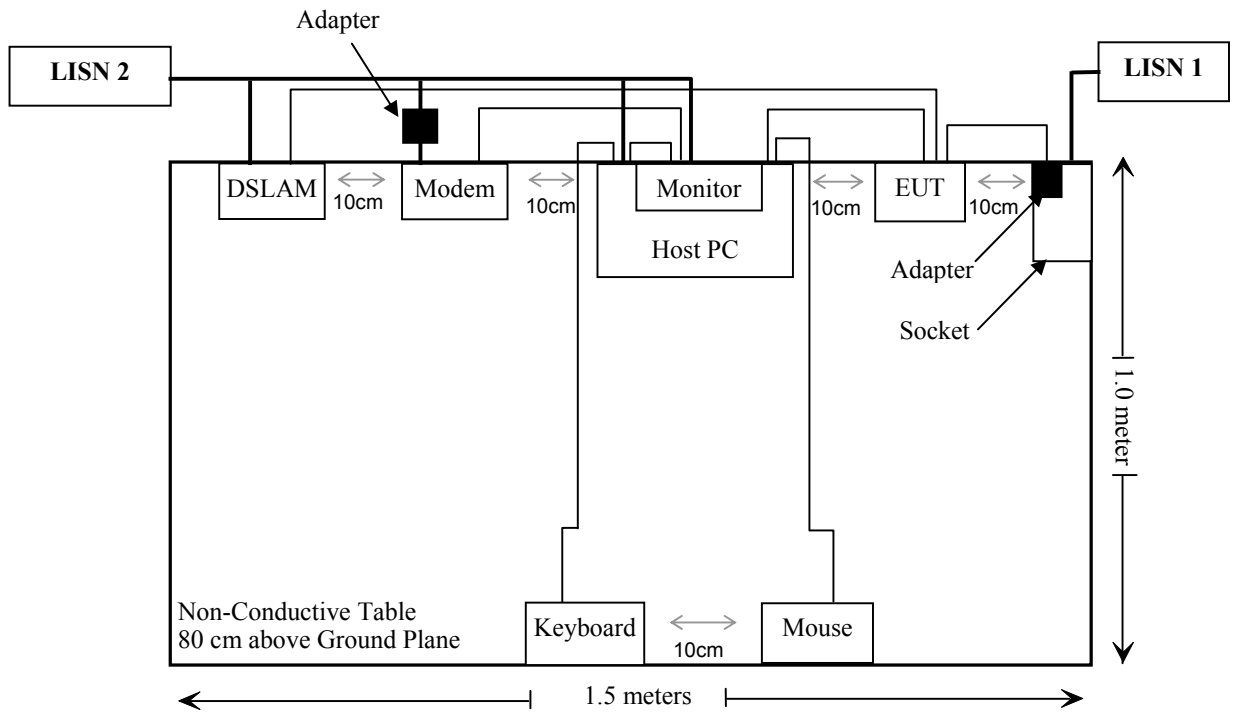 Adapter
LISN 2
LISN 1
DSLAM
10cm
Modem
10cm
Monitor
Host PC
10cm
EUT
10cm
Adapter
Socket
1.0 meter
Non-Conductive Table
80 cm above Ground Plane
Keyboard
10cm
Mouse
1.5 meters